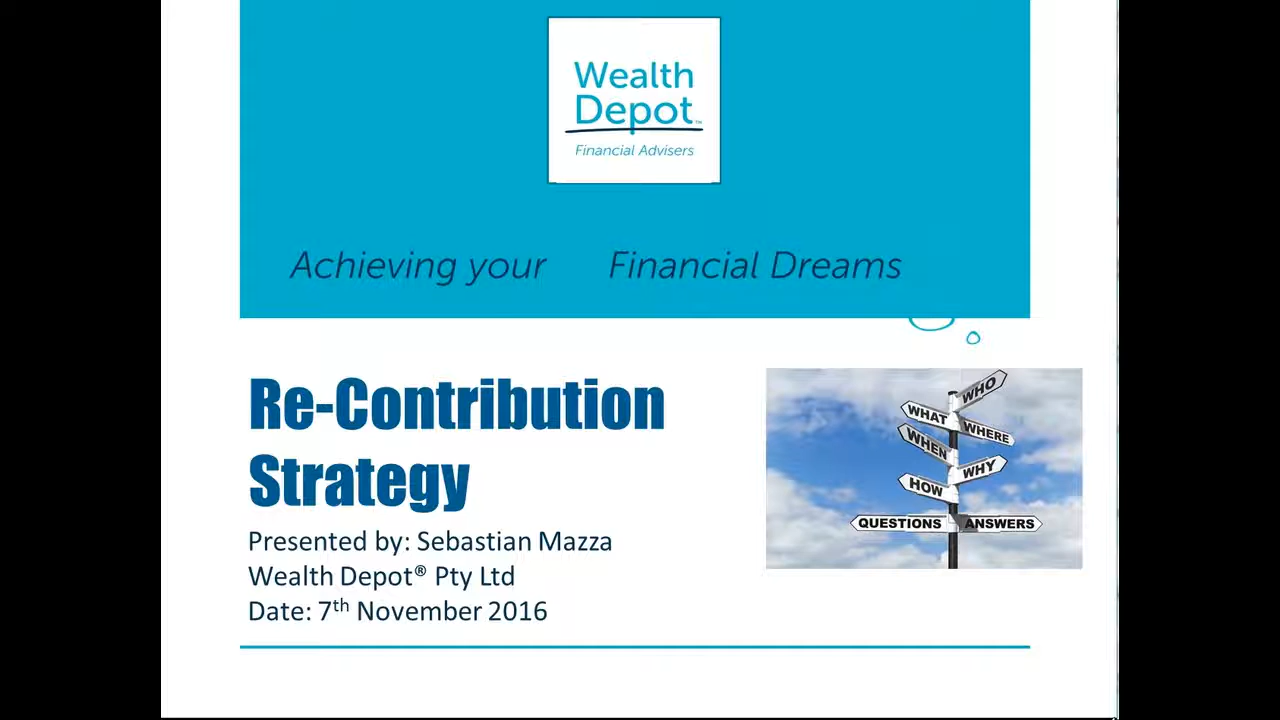 Wealth
Depot™
Financial Advisers
Achieving your Financial Dreams
Re-Contribution
Strategy
Presented by: Sebastian Mazza
Wealth Depot® Pty Ltd
Date: 7th November 2016
WHO
WHAT
WHERE
WHEN
WHY
HOW
QUESTIONS ANSWERS